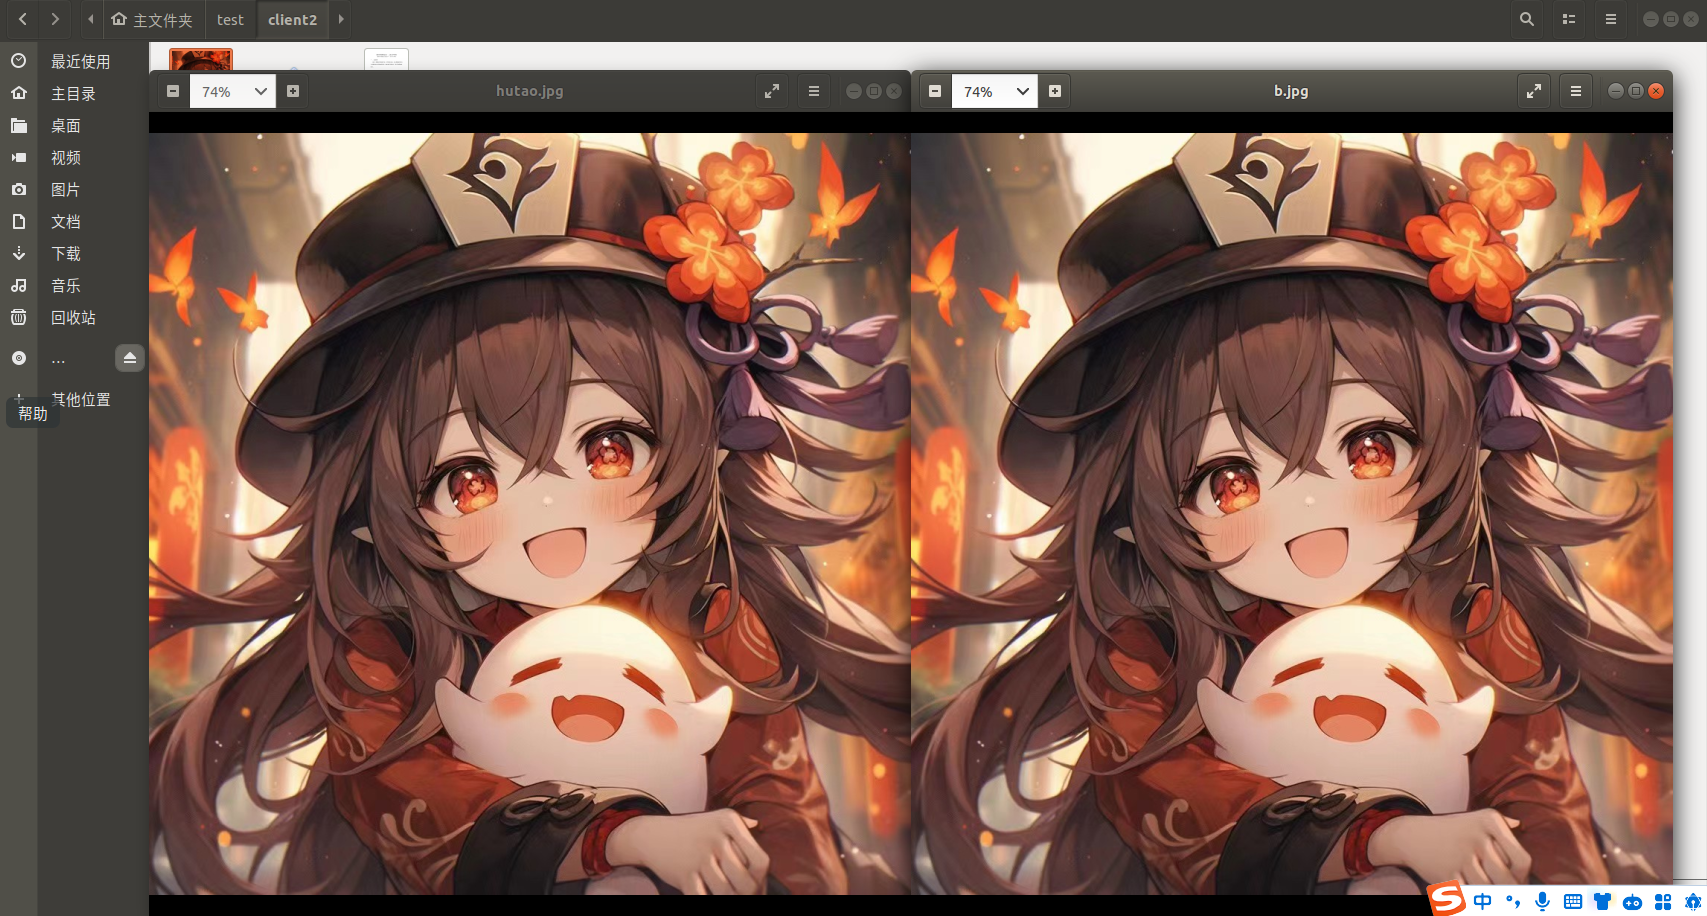 主文件夹 test client2
最近使用
主目录
桌面
视频
图片
文档
下载
音乐
回收站
...
其他位置
帮助
74% hutao.jpg
74% b.jpg
中